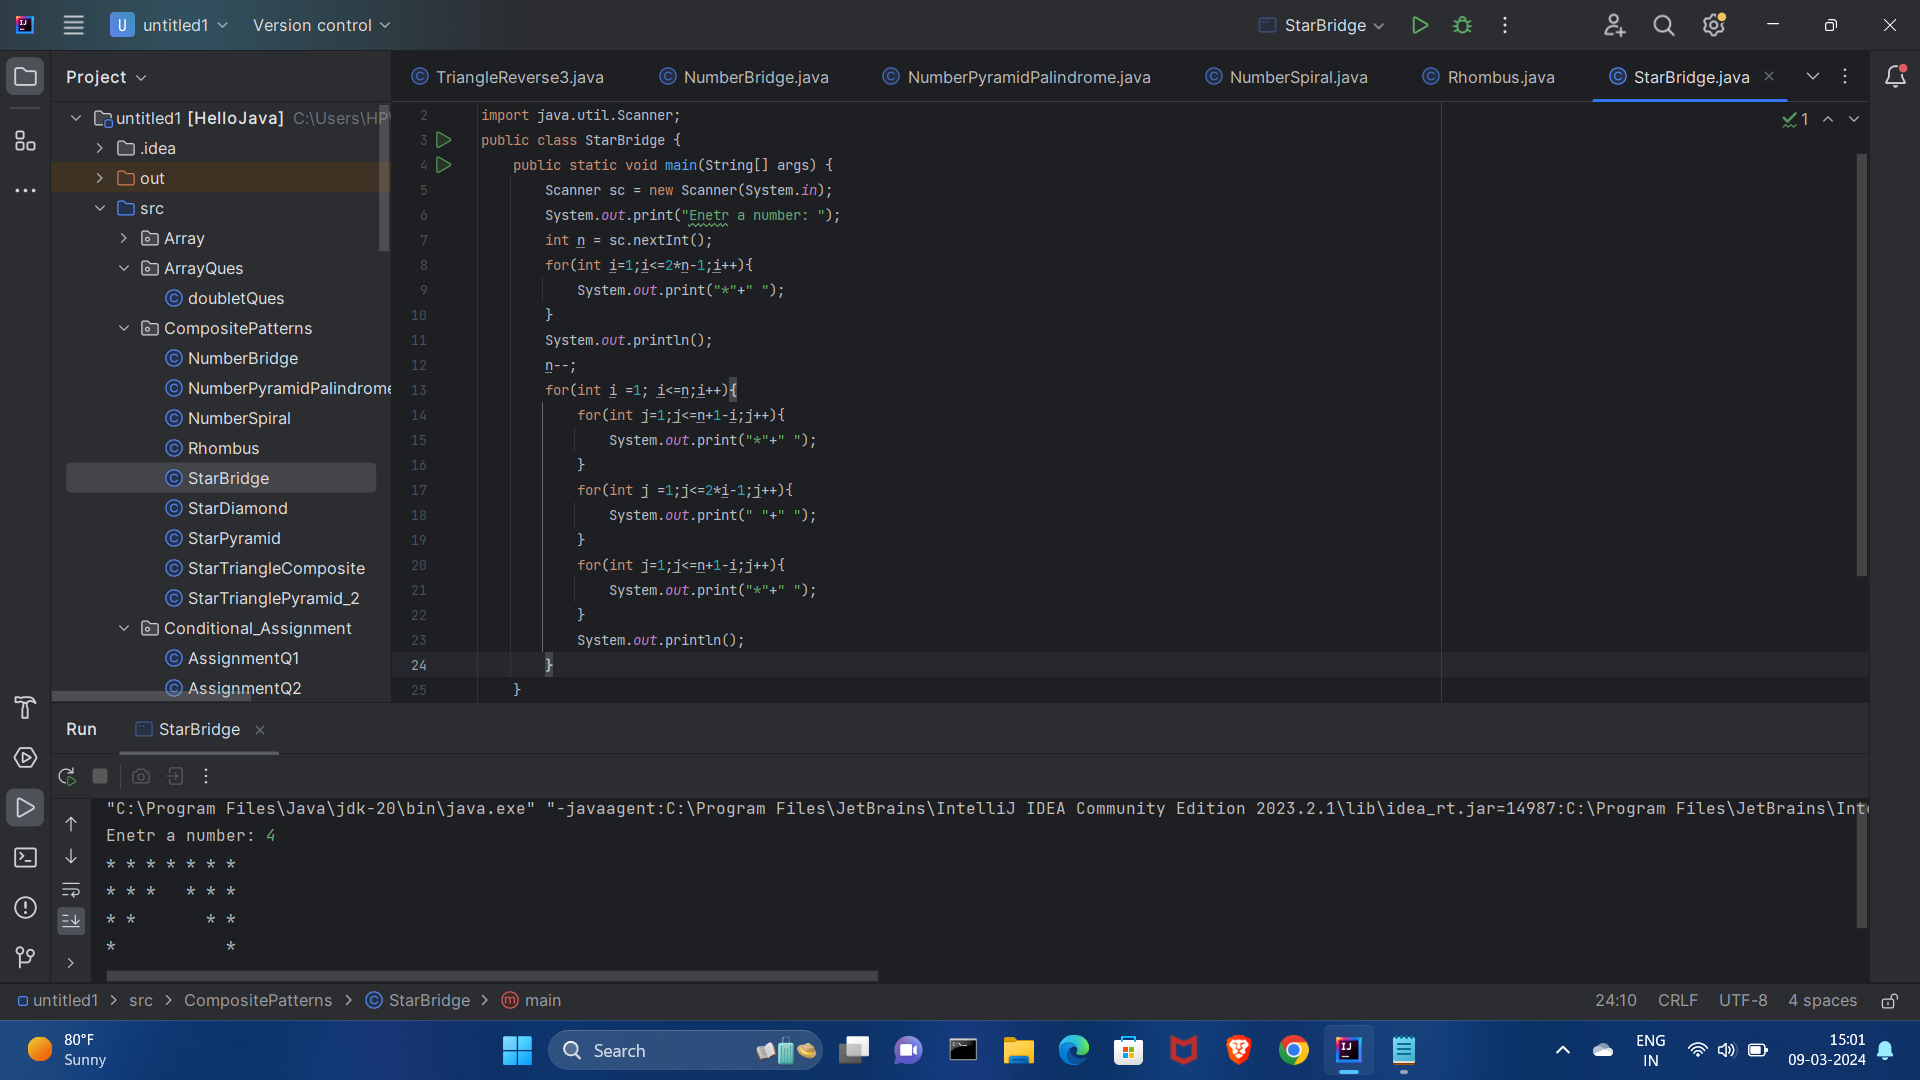 U untitled1 Version control StarBridge
Project
TriangleReverse3.java NumberBridge.java NumberPyramidPalindrome.java NumberSpiral.java Rhombus.java StarBridge.java
untitled1 [HelloJava] C:\Users\HP\
.idea
out
src
Array
ArrayQues
doubletQues
CompositePatterns
NumberBridge
NumberPyramidPalindrome
NumberSpiral
Rhombus
StarBridge
StarDiamond
StarPyramid
StarTriangleComposite
StarTrianglePyramid_2
Conditional_Assignment
AssignmentQ1
AssignmentQ2
1
2 import java.util.Scanner;
3 public class StarBridge {
4 public static void main(String[] args) {
5 Scanner sc = new Scanner(System.in);
6 System.out.print("Enetr a number: ");
7 int n = sc.nextInt();
8 for(int i=1;i<=2*n-1;i++){
9 System.out.print("*"+" ");
10 }
11 System.out.println();
12 n--;
13 for(int i =1; i<=n;i++){
14 for(int j=1;j<=n+1-i;j++){
15 System.out.print("*"+" ");
16 }
17 for(int j =1;j<=2*i-1;j++){
18 System.out.print(" "+" ");
19 }
20 for(int j=1;j<=n+1-i;j++){
21 System.out.print("*"+" ");
22 }
23 System.out.println();
24 }
25 }
Run StarBridge
"C:\Program Files\Java\jdk-20\bin\java.exe" "-javaagent:C:\Program Files\JetBrains\IntelliJ IDEA Community Edition 2023.2.1\lib\idea_rt.jar=14987:C:\Program Files\JetBrains\Inte
Enetr a number: 4
* * * * * * *
* * *   * * *
* *       * *
*           *
untitled1 > src > CompositePatterns > StarBridge > main 24:10 CRLF UTF-8 4 spaces
80°F
Sunny
Search
ENG
IN
15:01
09-03-2024